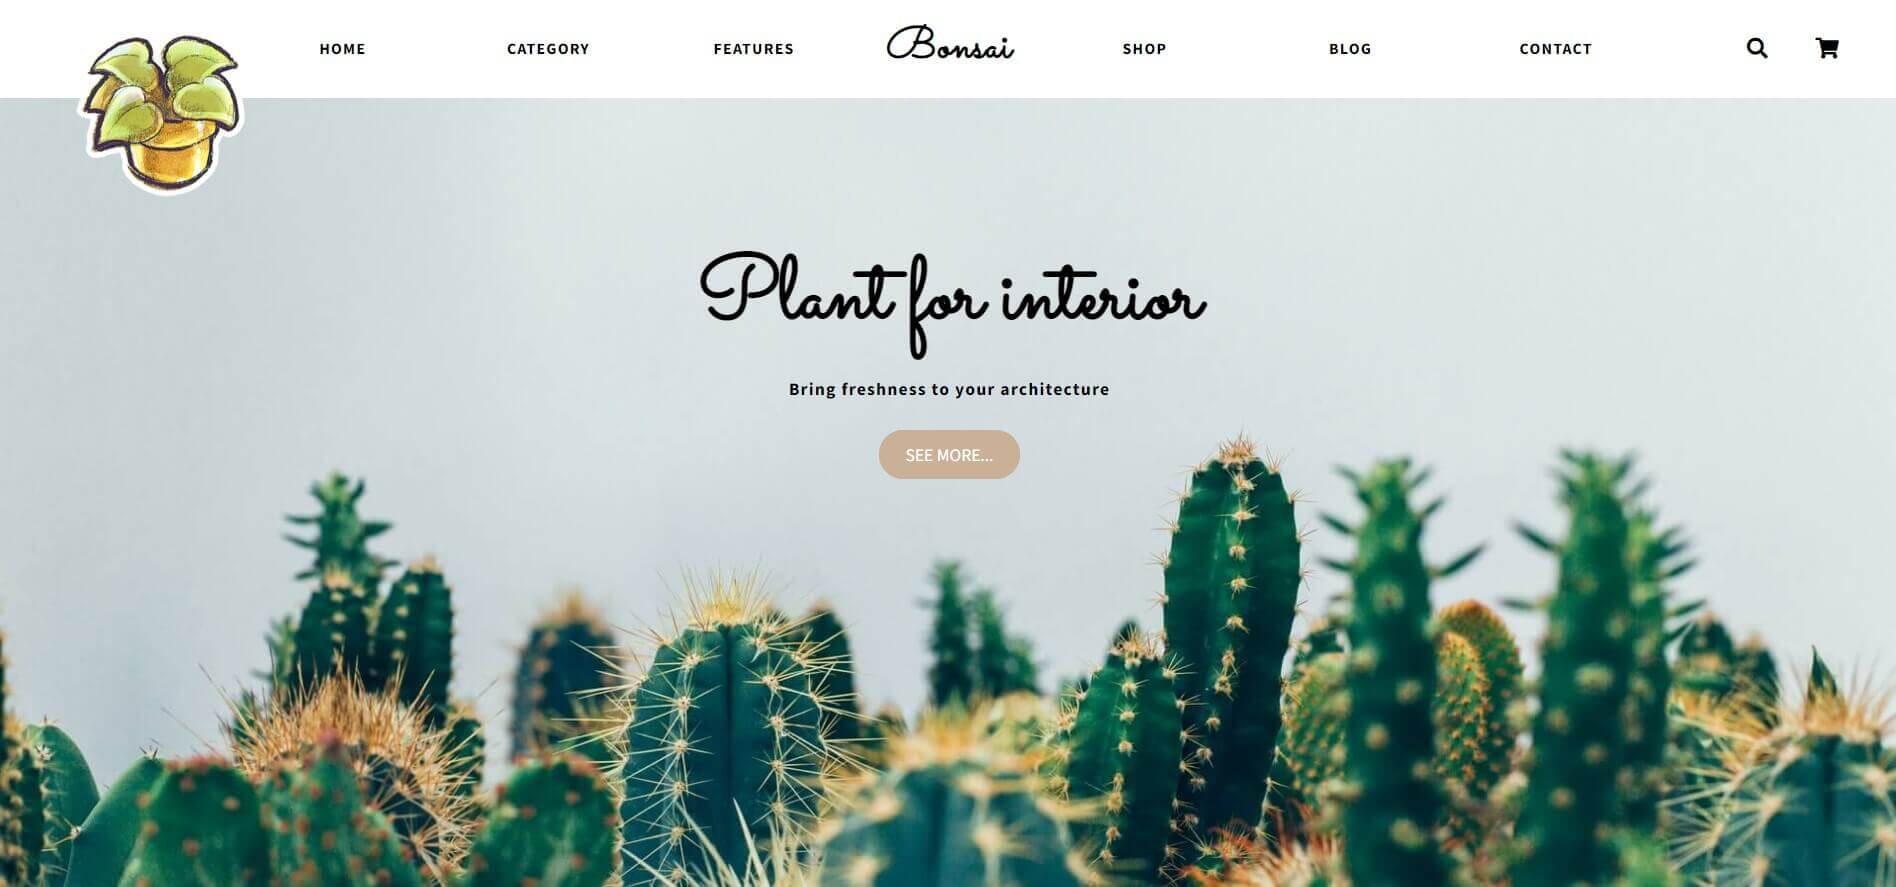 HOME
CATEGORY
FEATURES
Bonsai
SHOP
BLOG
CONTACT
Plant for interior
Bring freshness to your architecture
SEE MORE...